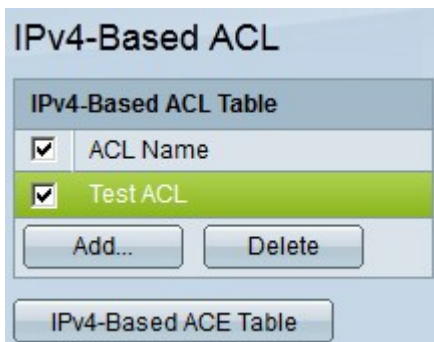 IPv4-Based ACL
IPv4-Based ACL Table
ACL Name
Test ACL
Add... Delete
IPv4-Based ACE Table